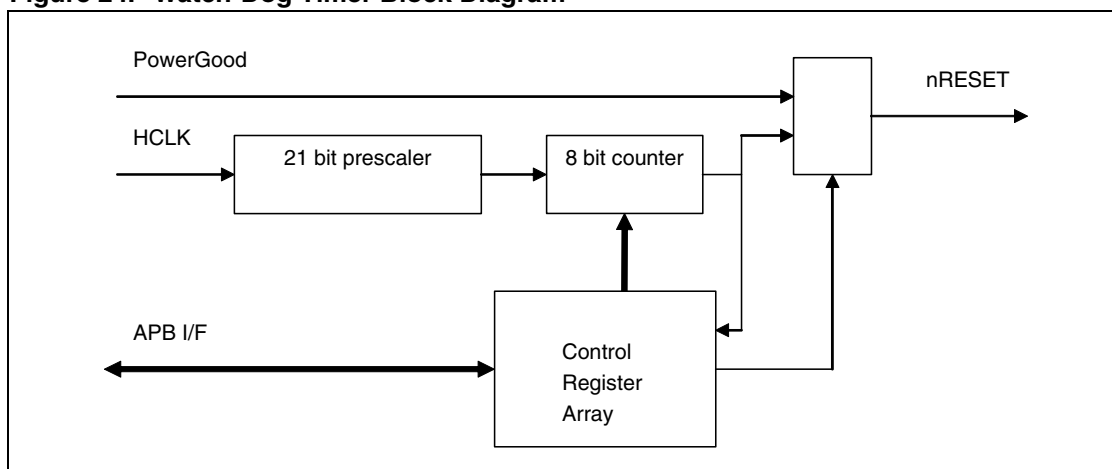 PowerGood
nRESET
HCLK
21 bit prescaler
8 bit counter
APB I/F
Control
Register
Array